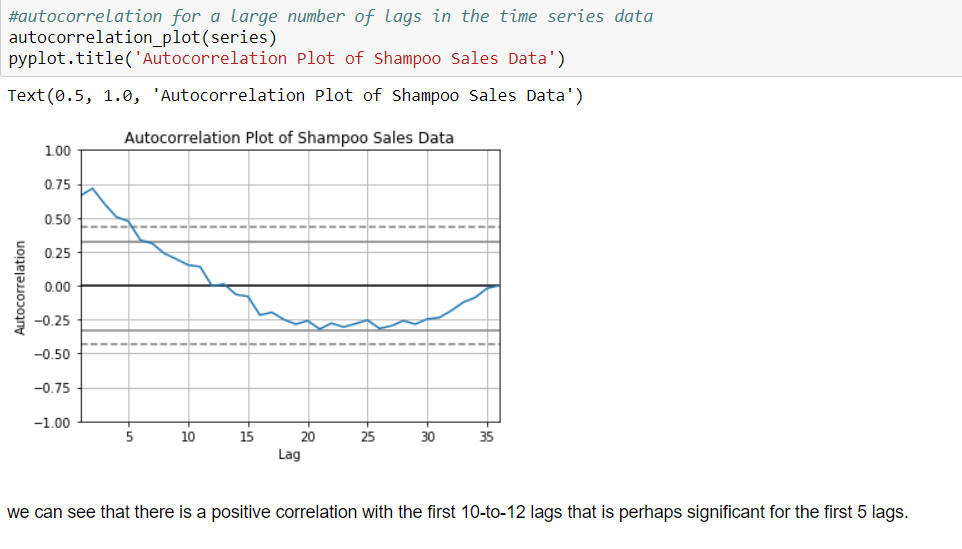 #autocorrelation for a large number of lags in the time series data
autocorrelation_plot(series)
pyplot.title('Autocorrelation Plot of Shampoo Sales Data')
Text(0.5, 1.0, 'Autocorrelation Plot of Shampoo Sales Data')
Autocorrelation Plot of Shampoo Sales Data
1.00
0.75
0.50
0.25
0.00
−0.25
−0.50
−0.75
−1.00
Autocorrelation
5 10 15 20 25 30 35
Lag
we can see that there is a positive correlation with the first 10-to-12 lags that is perhaps significant for the first 5 lags.